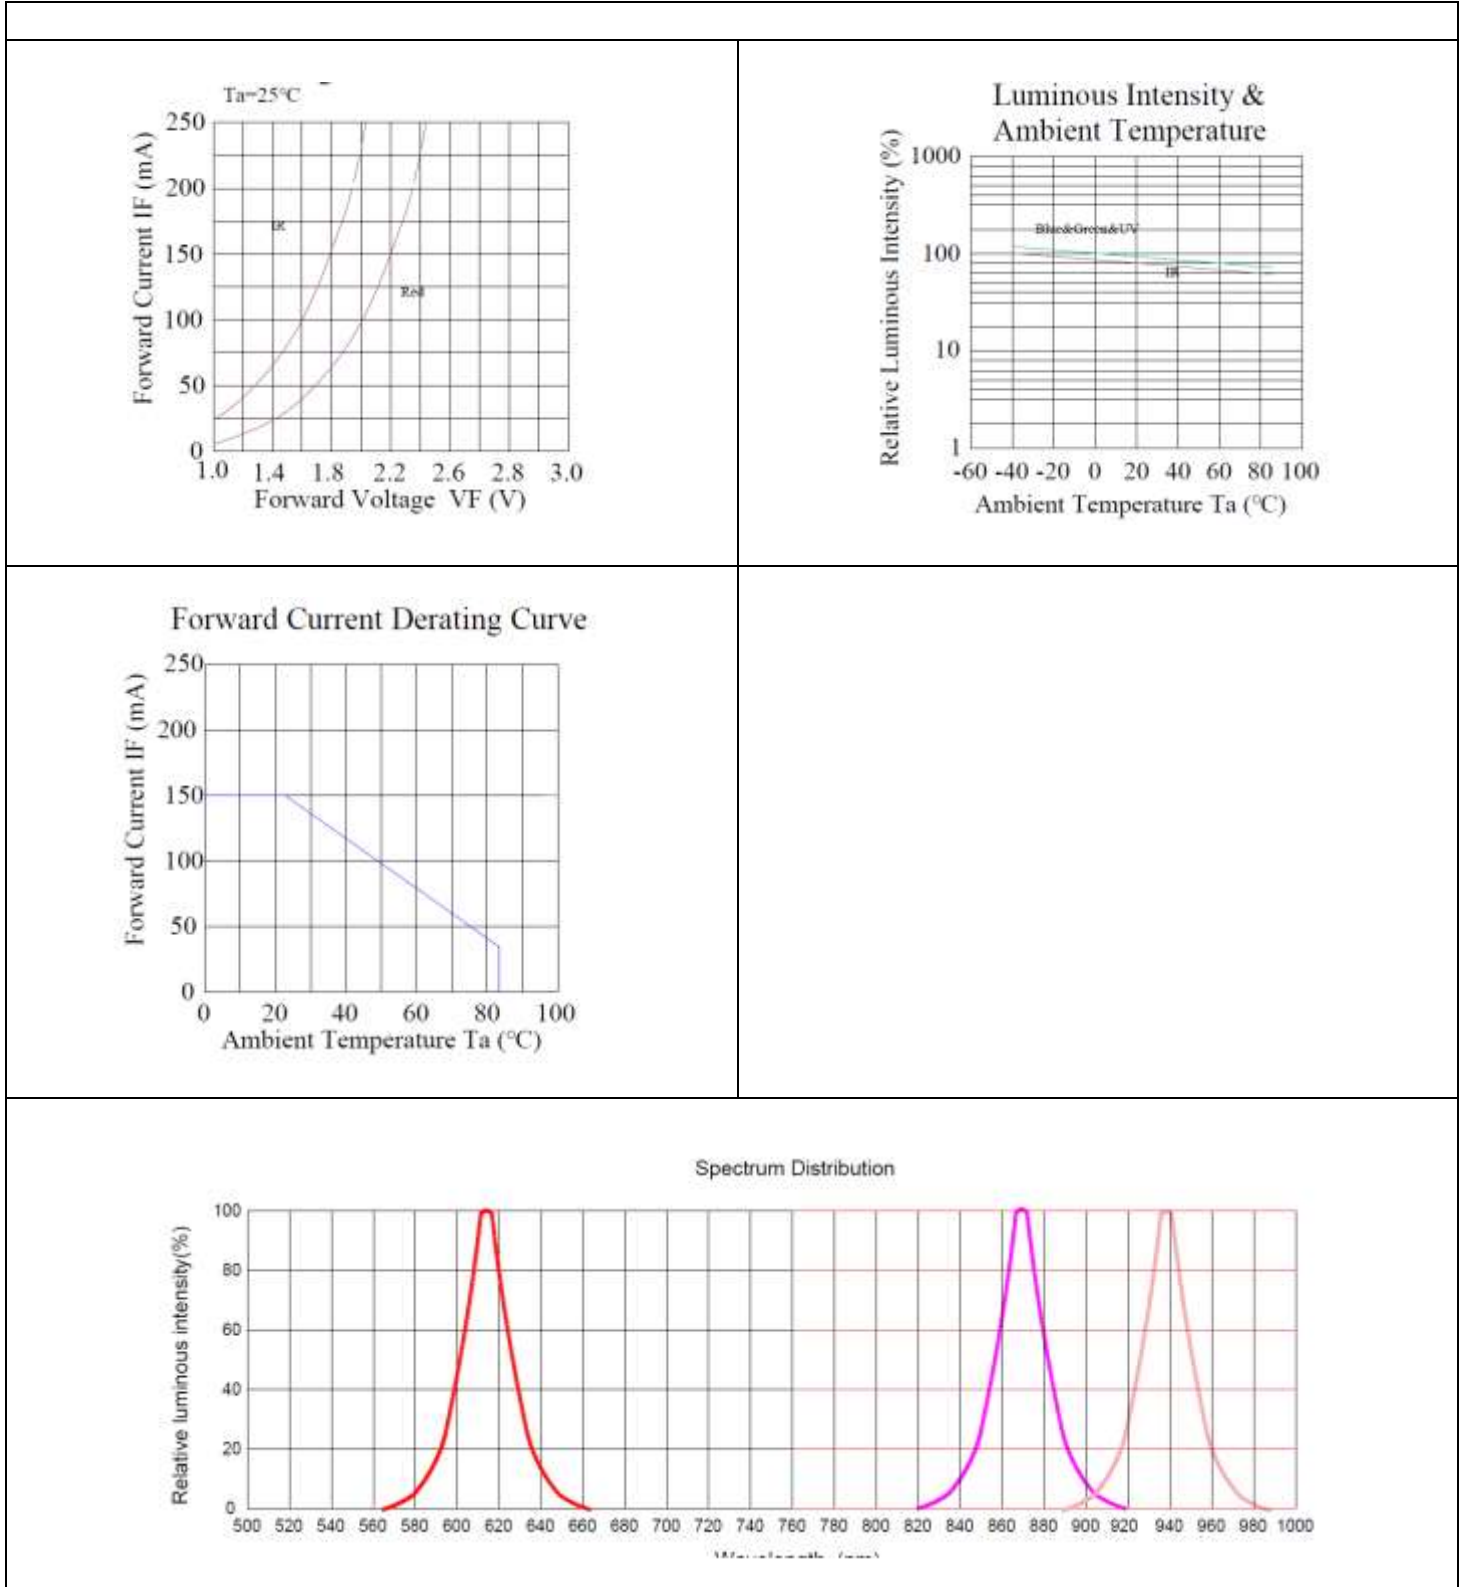 Ta=25℃
Forward Current IF (mA)
250
200
150
100
50
0
IR
Red
1.0 1.4 1.8 2.2 2.6 2.8 3.0
Forward Voltage VF (V)
Luminous Intensity &
Ambient Temperature
Relative Luminous Intensity (%)
1000
100
10
1
Blue&Green&UV
IR
-60 -40 -20 0 20 40 60 80 100
Ambient Temperature Ta (℃)
Forward Current Derating Curve
Forward Current IF (mA)
250
200
150
100
50
0
0 20 40 60 80 100
Ambient Temperature Ta (℃)
Spectrum Distribution
Relative luminous intensity(%)
100
80
60
40
20
0
500 520 540 560 580 600 620 640 660 680 700 720 740 760 780 800 820 840 860 880 900 920 940 960 980 1000